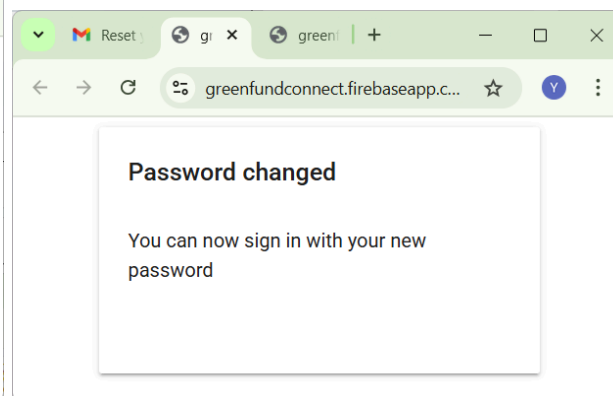 Reset
gr
greenf
greenfundconnect.firebaseapp.c...
Y
Password changed
You can now sign in with your new
password